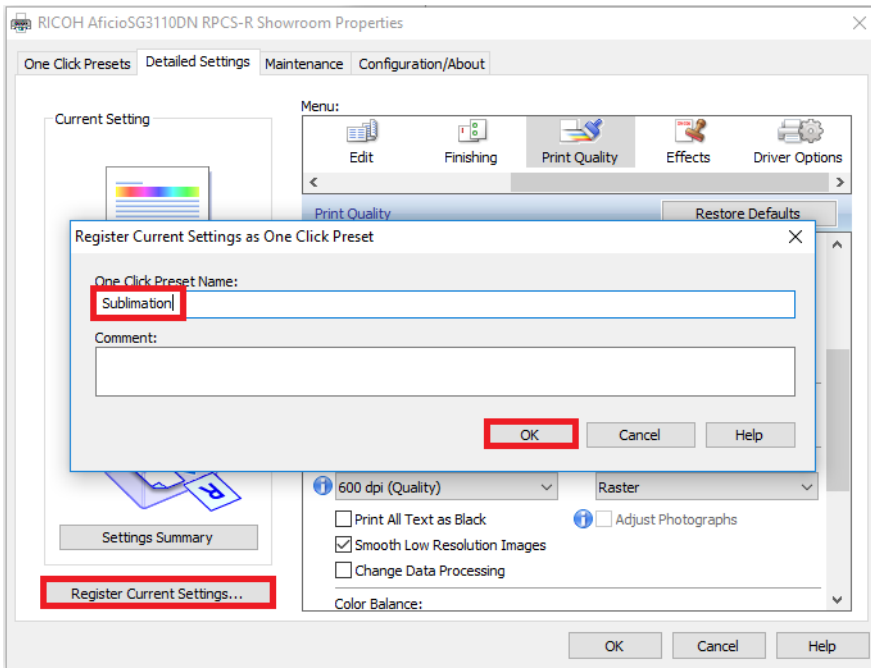 RICOH AficioSG3110DN RPCS-R Showroom Properties
One Click Presets Detailed Settings Maintenance Configuration/About
Current Setting
Menu:
Edit Finishing Print Quality Effects Driver Options
Print Quality Restore Defaults
Register Current Settings as One Click Preset
One Click Preset Name:
Sublimation
Comment:
OK Cancel Help
600 dpi (Quality) Raster
Print All Text as Black Adjust Photographs
Settings Summary
Smooth Low Resolution Images
Change Data Processing
Register Current Settings...
Color Balance:
OK Cancel Help